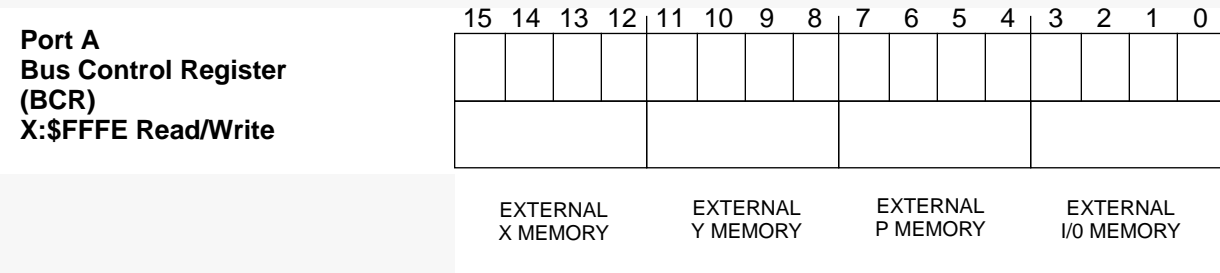 Port A
Bus Control Register
(BCR)
X:$FFFE Read/Write
15 14 13 12 11 10 9 8 7 6 5 4 3 2 1 0
EXTERNAL
X MEMORY
EXTERNAL
Y MEMORY
EXTERNAL
P MEMORY
EXTERNAL
I/0 MEMORY